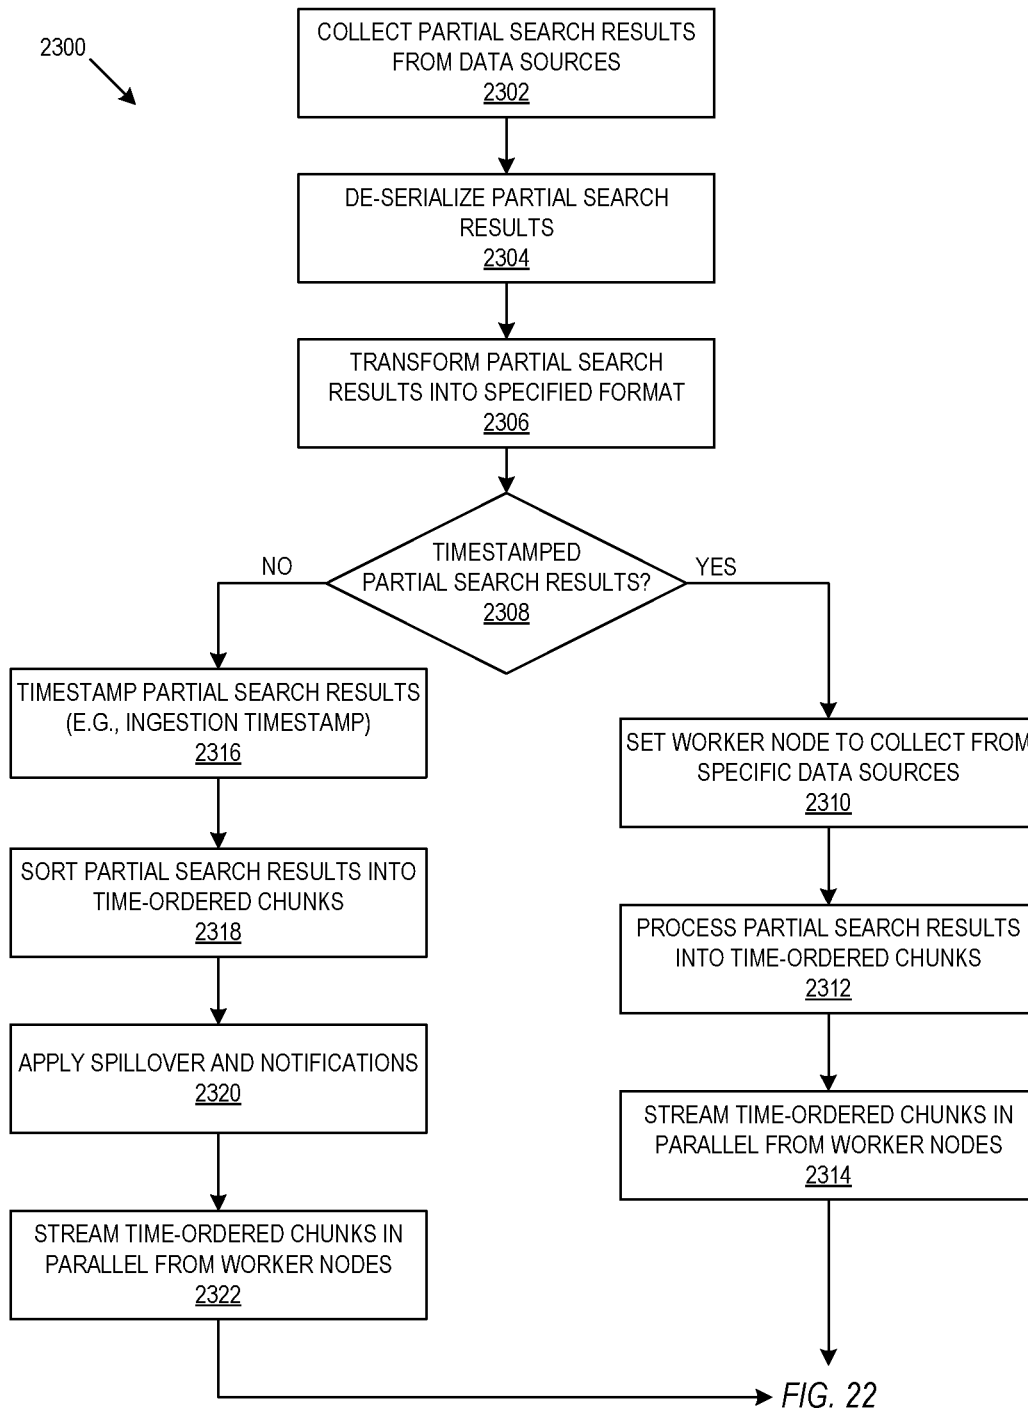 2300
COLLECT PARTIAL SEARCH RESULTS
FROM DATA SOURCES
2302
DE-SERIALIZE PARTIAL SEARCH
RESULTS
2304
TRANSFORM PARTIAL SEARCH
RESULTS INTO SPECIFIED FORMAT
2306
TIMESTAMPED
PARTIAL SEARCH RESULTS?
2308
NO
YES
TIMESTAMP PARTIAL SEARCH RESULTS
(E.G., INGESTION TIMESTAMP)
2316
SORT PARTIAL SEARCH RESULTS INTO
TIME-ORDERED CHUNKS
2318
APPLY SPILLOVER AND NOTIFICATIONS
2320
STREAM TIME-ORDERED CHUNKS IN
PARALLEL FROM WORKER NODES
2322
SET WORKER NODE TO COLLECT FROM
SPECIFIC DATA SOURCES
2310
PROCESS PARTIAL SEARCH RESULTS
INTO TIME-ORDERED CHUNKS
2312
STREAM TIME-ORDERED CHUNKS IN
PARALLEL FROM WORKER NODES
2314
FIG. 22